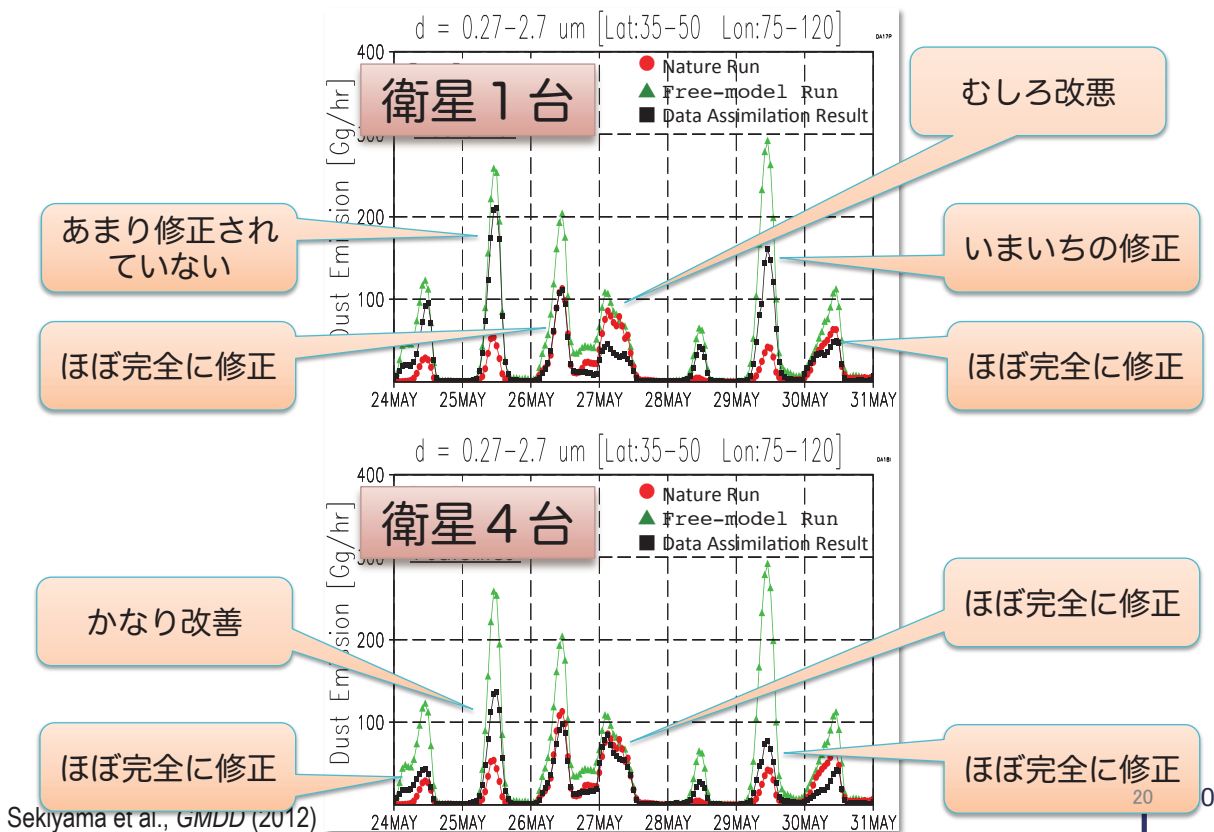 d = 0.27-2.7 um [Lat:35-50 Lon:75-120]
DA17P
衛星1台
Nature Run
Free-model Run
Data Assimilation Result
Dust Emission [Gg/hr]
400
200
100
24MAY 25MAY 26MAY 27MAY 28MAY 29MAY 30MAY 31MAY
むしろ改悪
あまり修正され
ていない
いまいちの修正
ほぼ完全に修正
ほぼ完全に修正
d = 0.27-2.7 um [Lat:35-50 Lon:75-120]
衛星4台
Nature Run
Free-model Run
Data Assimilation Result
Dust Emission [Gg/hr]
400
200
100
24MAY 25MAY 26MAY 27MAY 28MAY 29MAY 30MAY 31MAY
かなり改善
ほぼ完全に修正
ほぼ完全に修正
ほぼ完全に修正
Sekiyama et al., GMDD (2012)
20
0